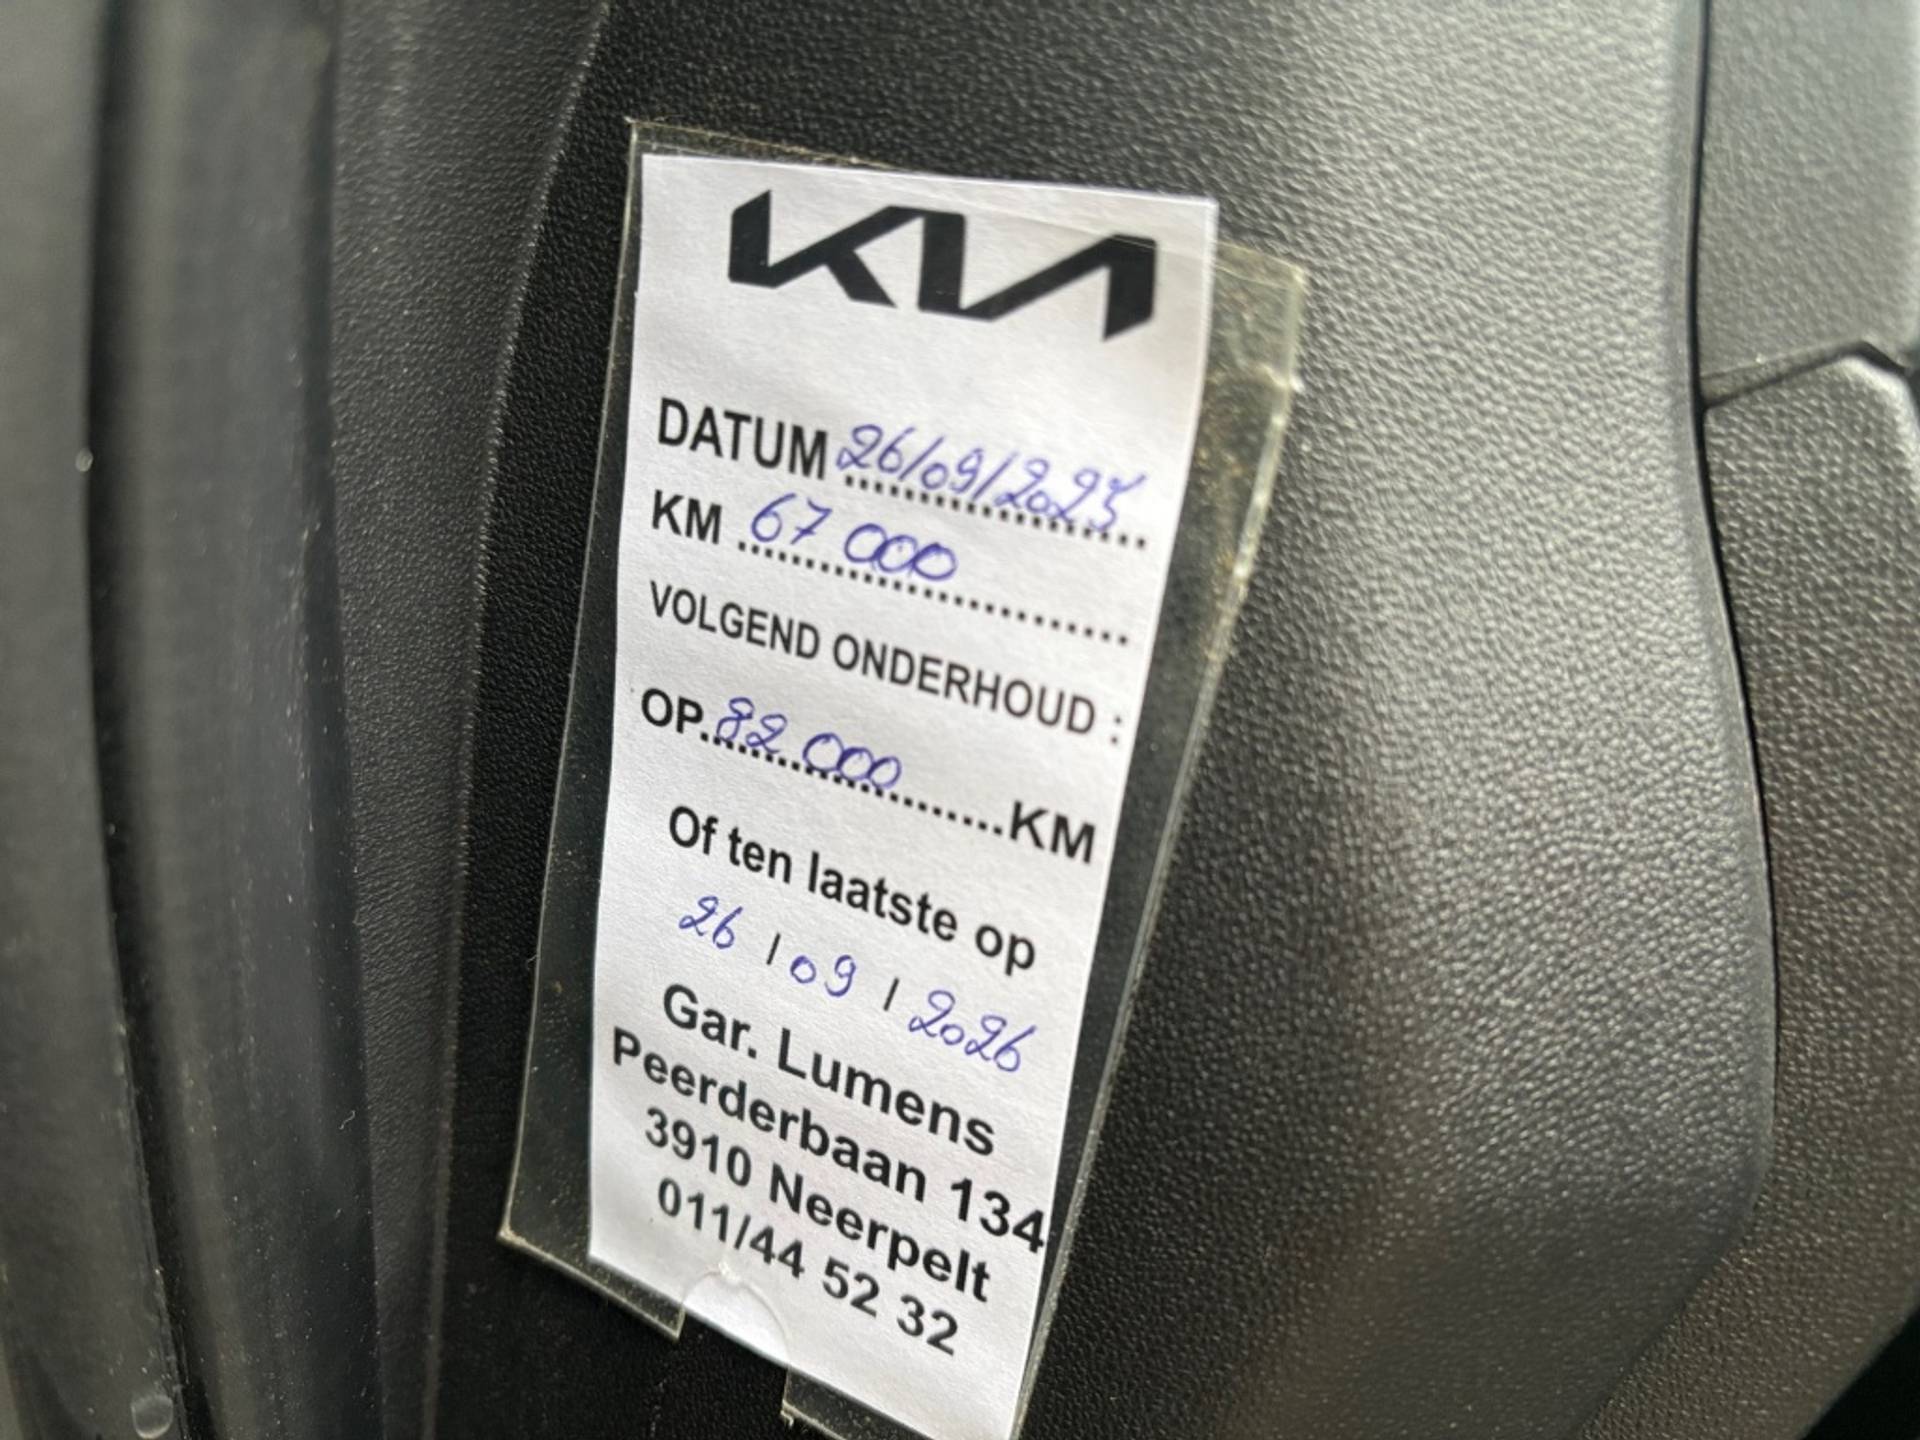 KIA
DATUM 26/09/2025
KM 67 000
VOLGEND ONDERHOUD :
OP 82 000 KM
Of ten laatste op
26 / 09 / 2026
Gar. Lumens
Peerderbaan 134
3910 Neerpelt
011/44 52 32